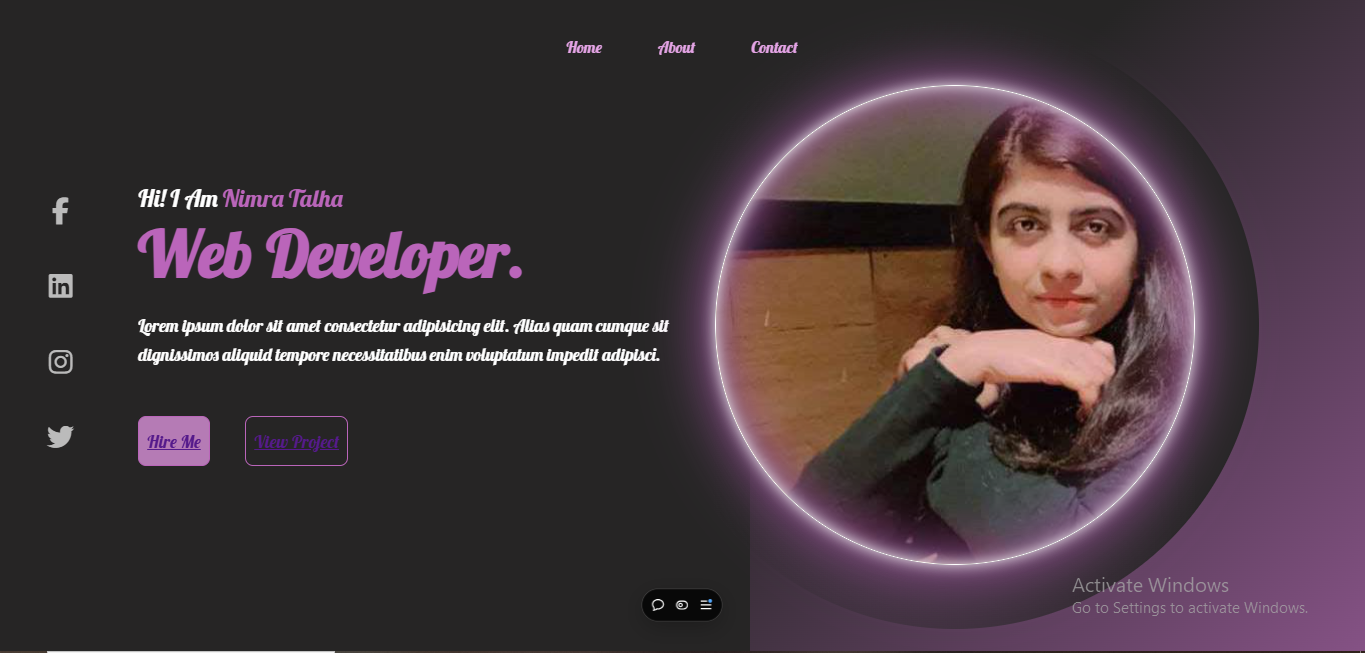 Home About Contact
Hi! I Am Nimra Talha
Web Developer.
Lorem ipsum dolor sit amet consectetur adipisicing elit. Alias quam cumque sit
dignissimos aliquid tempore necessitatibus enim voluptatum impedit adipisci.
Hire Me View Project
Activate Windows
Go to Settings to activate Windows.